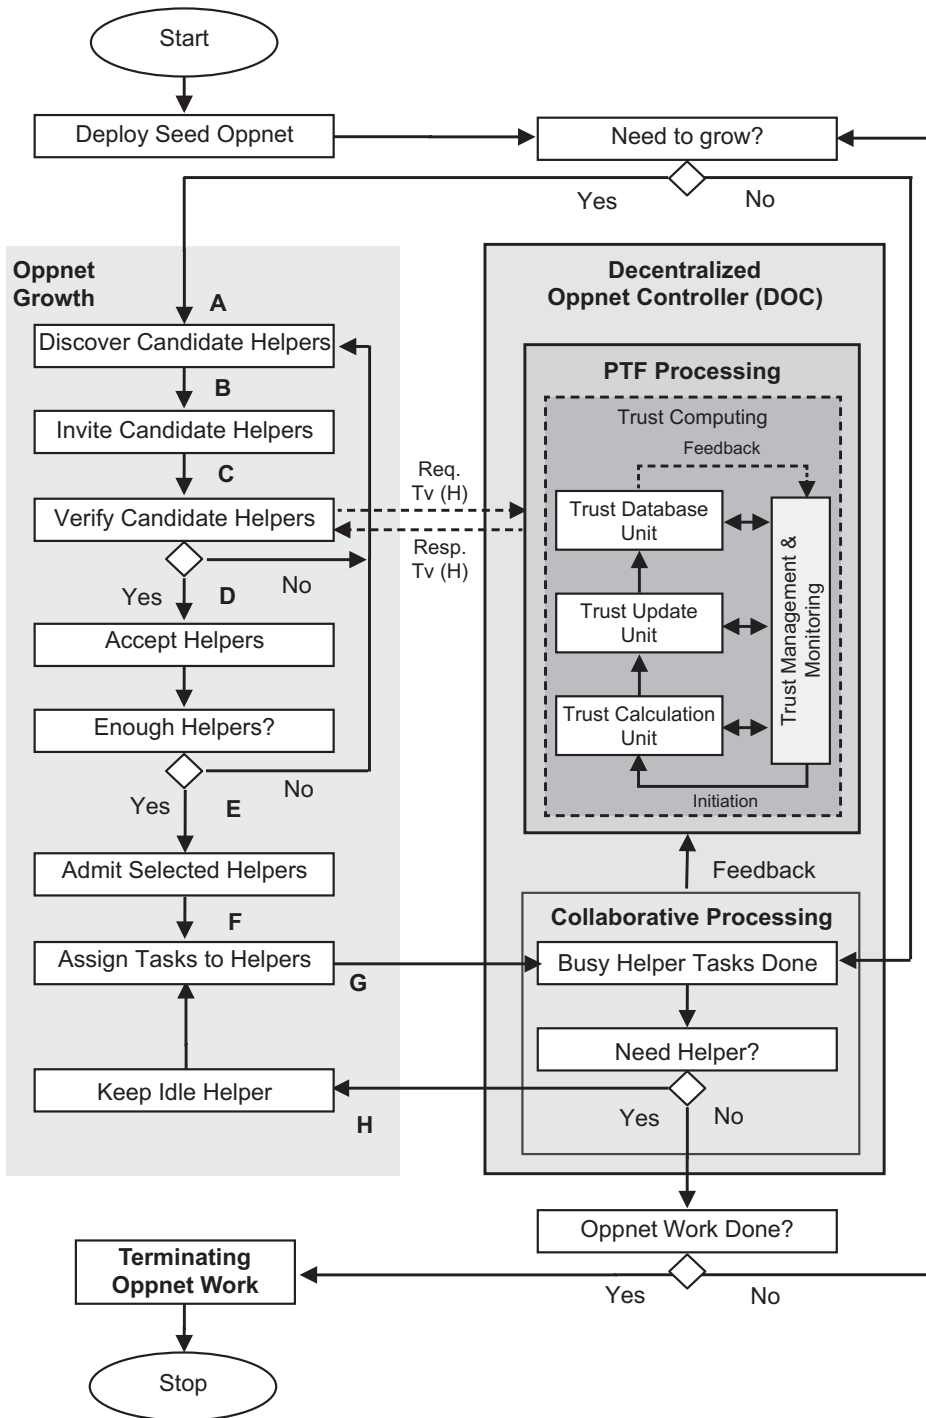 Start
Deploy Seed Oppnet
Need to grow?
Yes
No
Oppnet
Growth
A
Discover Candidate Helpers
B
Invite Candidate Helpers
C
Verify Candidate Helpers
Yes
D
No
Accept Helpers
Enough Helpers?
Yes
E
No
Admit Selected Helpers
F
Assign Tasks to Helpers
G
Keep Idle Helper
H
Req.
Tv (H)
Resp.
Tv (H)
Decentralized
Oppnet Controller (DOC)
PTF Processing
Trust Computing
Feedback
Trust Database
Unit
Trust Update
Unit
Trust Calculation
Unit
Trust Management &
Monitoring
Initiation
Feedback
Collaborative Processing
Busy Helper Tasks Done
Need Helper?
Yes
No
Oppnet Work Done?
Yes
No
Terminating
Oppnet Work
Stop